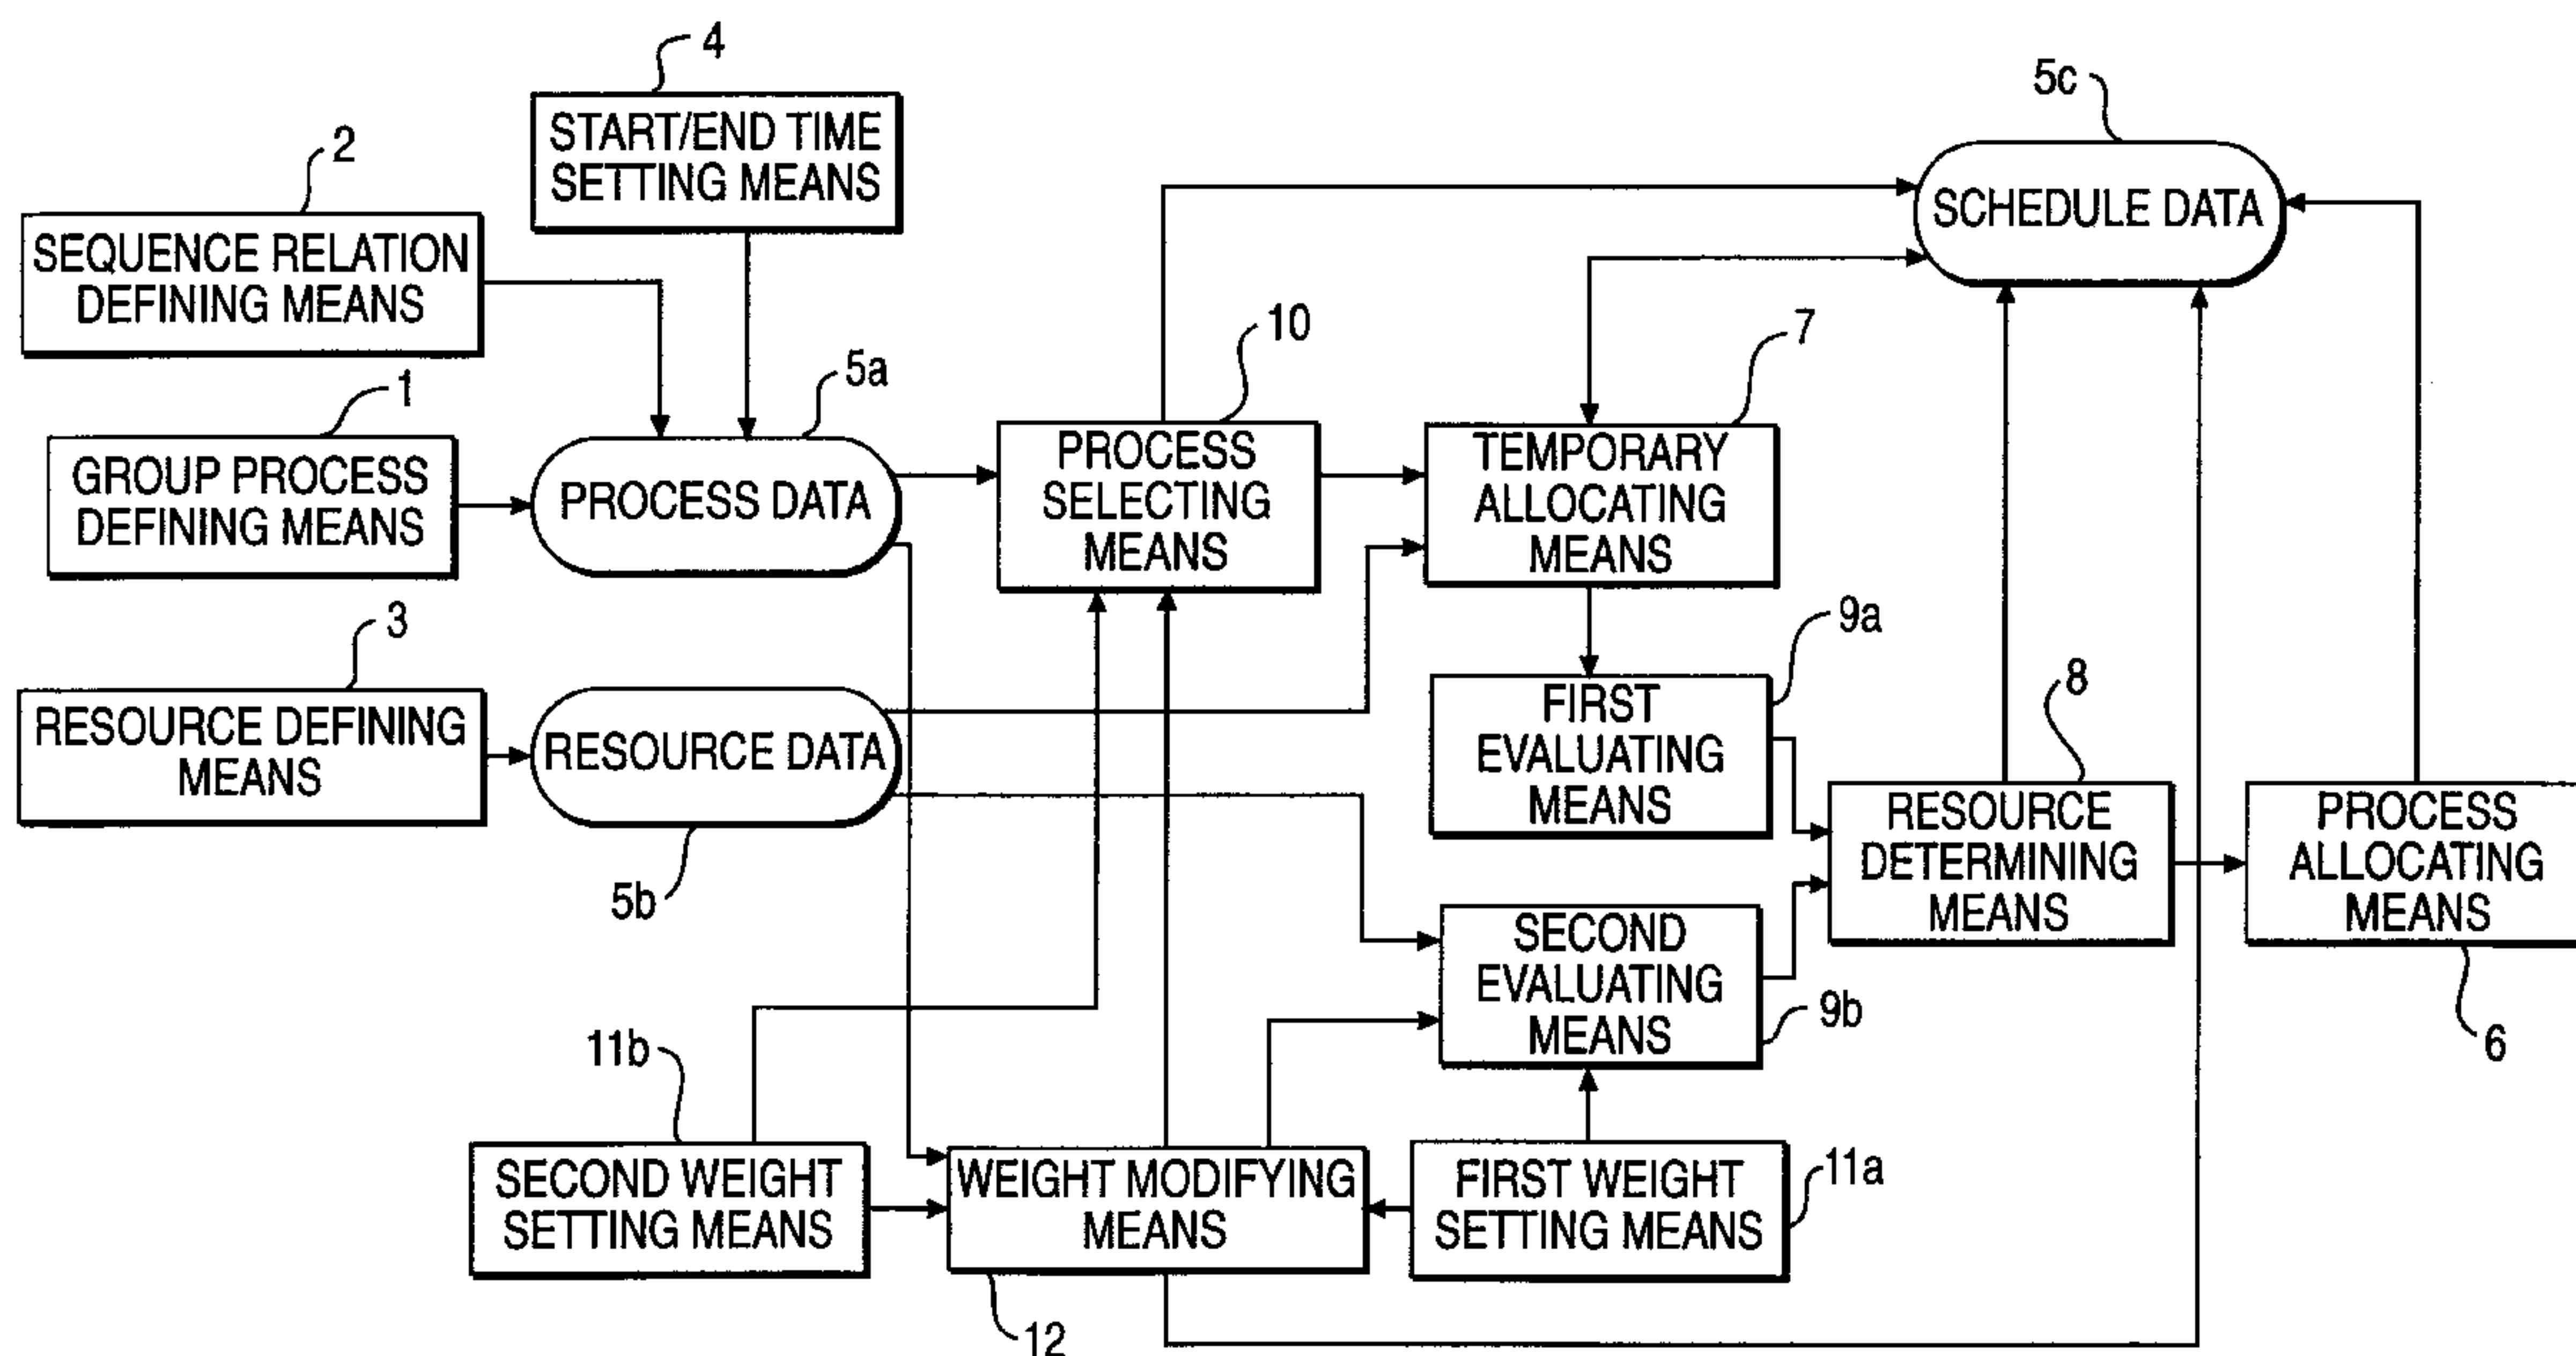 4
START/END TIME
SETTING MEANS
5c
SCHEDULE DATA
2
SEQUENCE RELATION
DEFINING MEANS
1
GROUP PROCESS
DEFINING MEANS
5a
PROCESS DATA
10
PROCESS
SELECTING
MEANS
7
TEMPORARY
ALLOCATING
MEANS
3
RESOURCE DEFINING
MEANS
RESOURCE DATA
5b
9a
FIRST
EVALUATING
MEANS
8
RESOURCE
DETERMINING
MEANS
PROCESS
ALLOCATING
MEANS
6
SECOND
EVALUATING
MEANS
9b
11b
SECOND WEIGHT
SETTING MEANS
WEIGHT MODIFYING
MEANS
12
FIRST WEIGHT
SETTING MEANS
11a